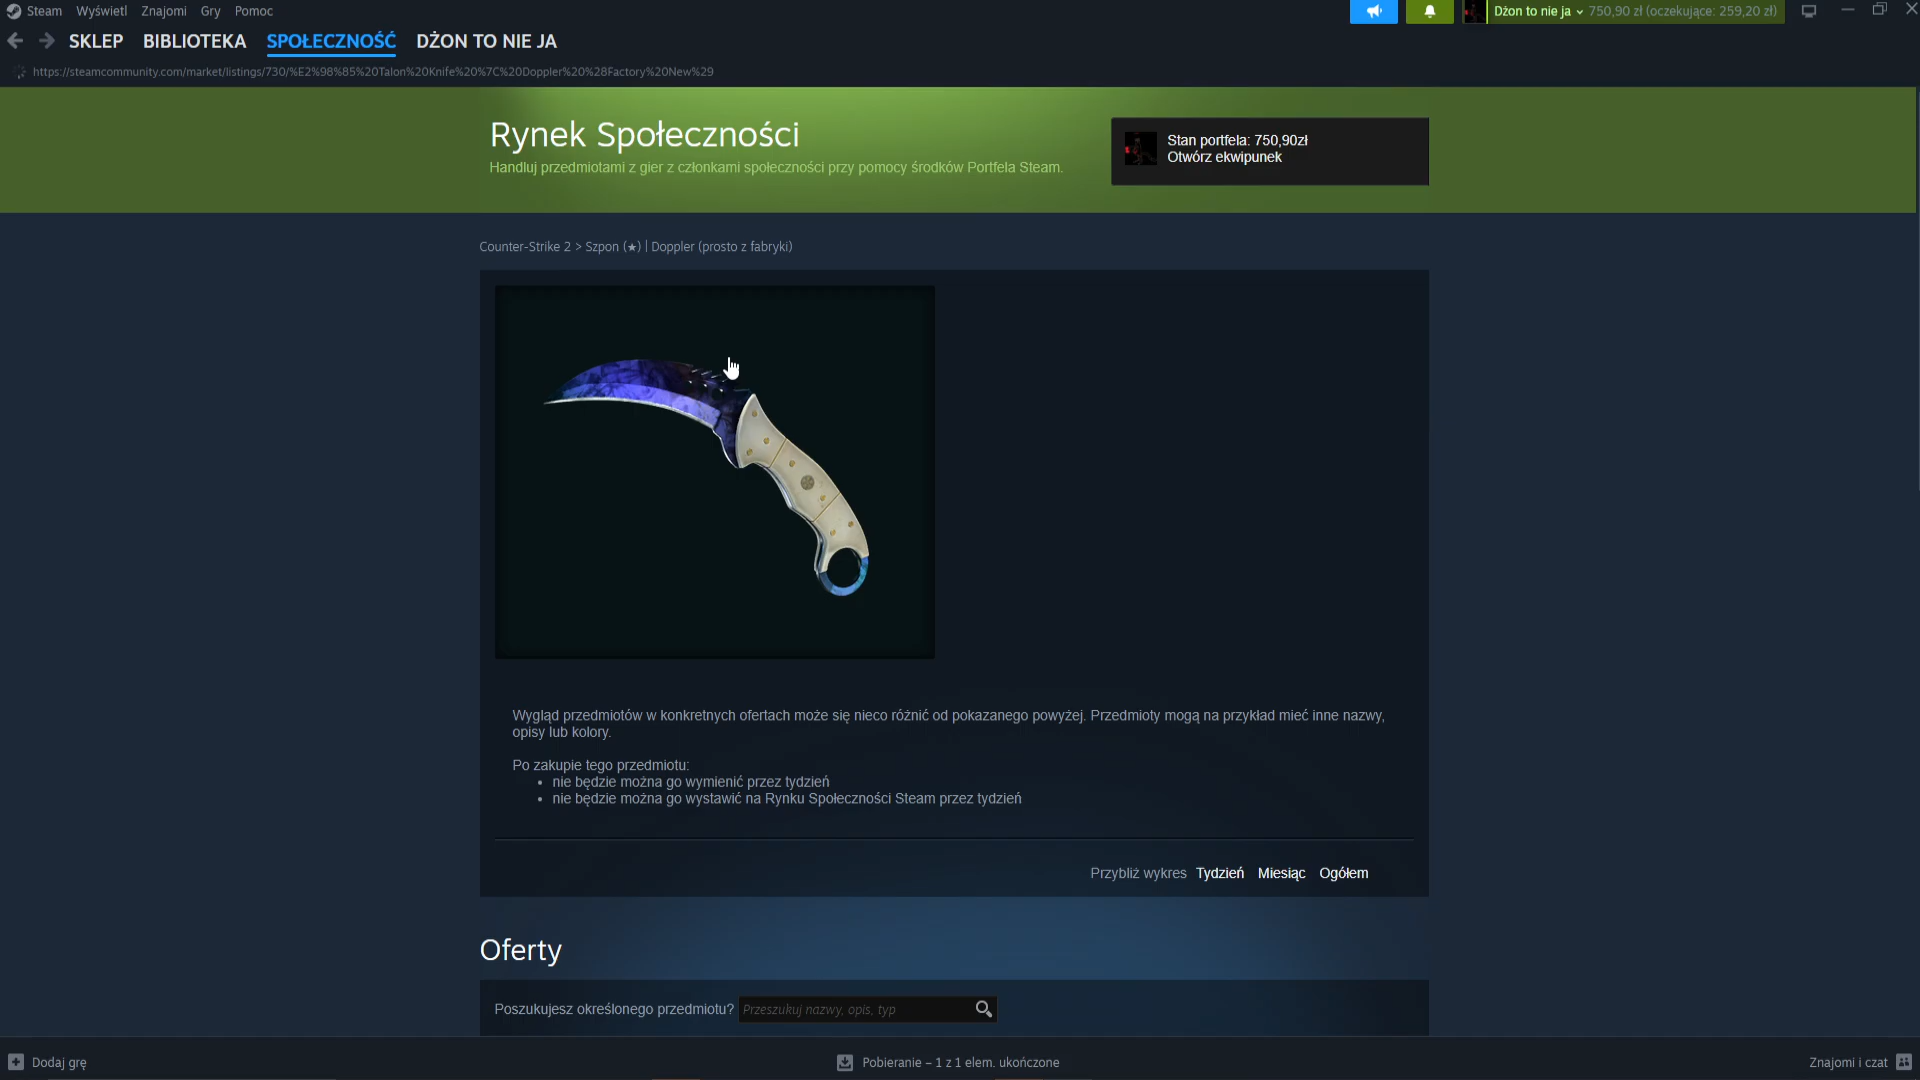 Steam Wyświetl Znajomi Gry Pomoc
Dżon to nie ja 750,90 zł (oczekujące: 259,20 zł)
SKLEP BIBLIOTEKA SPOŁECZNOŚĆ DŻON TO NIE JA
https://steamcommunity.com/market/listings/730/%E2%98%85%20Talon%20Knife%20%7C%20Doppler%20%28Factory%20New%29
Rynek Społeczności
Handluj przedmiotami z gier z członkami społeczności przy pomocy środków Portfela Steam.
Stan portfela: 750,90zł
Otwórz ekwipunek
Counter-Strike 2 > Szpon (★) | Doppler (prosto z fabryki)
Wygląd przedmiotów w konkretnych ofertach może się nieco różnić od pokazanego powyżej. Przedmioty mogą na przykład mieć inne nazwy,
opisy lub kolory.
Po zakupie tego przedmiotu:
• nie będzie można go wymienić przez tydzień
• nie będzie można go wystawić na Rynku Społeczności Steam przez tydzień
Przybliż wykres Tydzień Miesiąc Ogółem
Oferty
Poszukujesz określonego przedmiotu? Przeszukuj nazwy, opis, typ
Dodaj grę
Pobieranie – 1 z 1 elem. ukończone
Znajomi i czat